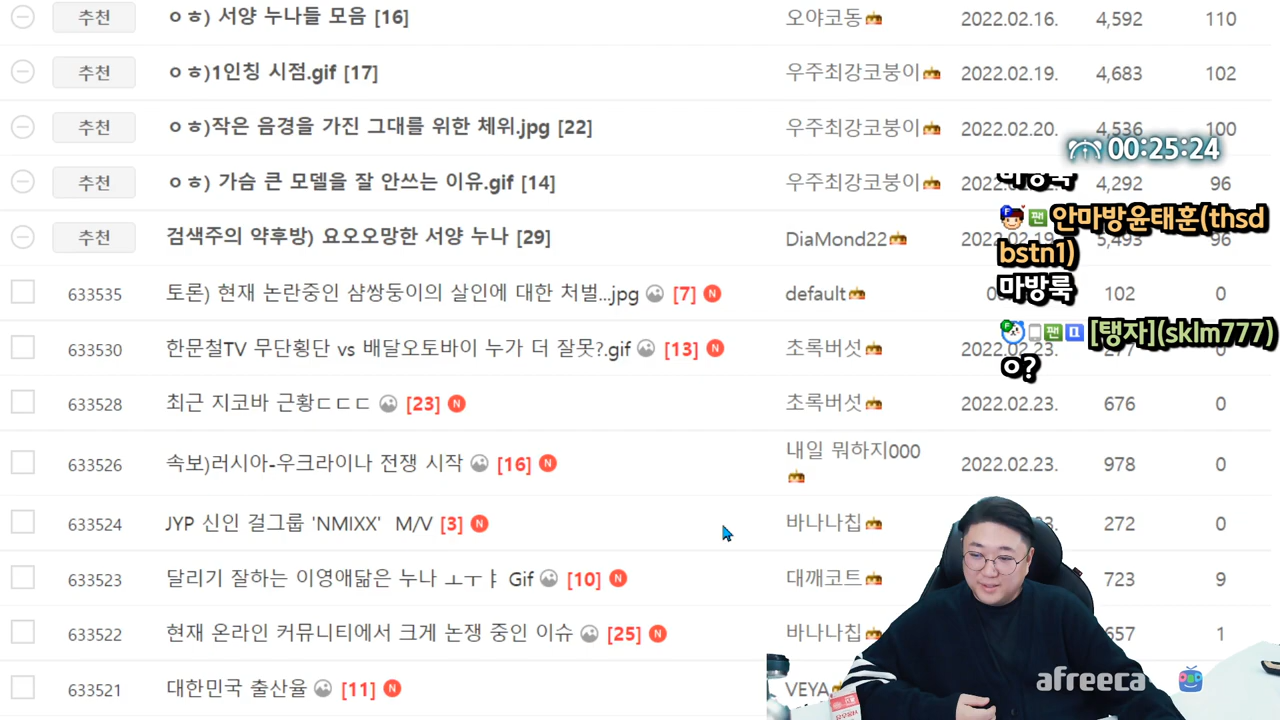 추천 ㅇㅎ) 서양 누나들 모음 [16] 오야코동 2022.02.16. 4,592 110
추천 ㅇㅎ)1인칭 시점.gif [17] 우주최강코붕이 2022.02.19. 4,683 102
추천 ㅇㅎ)작은 음경을 가진 그대를 위한 체위.jpg [22] 우주최강코붕이 2022.02.20. 4,536 100
00:25:24
추천 ㅇㅎ) 가슴 큰 모델을 잘 안쓰는 이유.gif [14] 우주최강코붕이 4,292 96
추천 검색주의 약후방) 요오오망한 서양 누나 [29] DiaMond22 5,493 96
팬 안마방윤태훈(thsd
bstn1)
마방룩
633535 토론) 현재 논란중인 샴쌍둥이의 살인에 대한 처벌...jpg [7] N default 102 0
[탱자](sklm777)
ㅇ?
633530 한문철TV 무단횡단 vs 배달오토바이 누가 더 잘못?.gif [13] N 초록버섯 2022.02.23. 277 0
633528 최근 지코바 근황ㄷㄷㄷ [23] N 초록버섯 2022.02.23. 676 0
633526 속보)러시아-우크라이나 전쟁 시작 [16] N 내일 뭐하지000 2022.02.23. 978 0
633524 JYP 신인 걸그룹 'NMIXX' M/V [3] N 바나나칩 272 0
633523 달리기 잘하는 이영애닮은 누나 ㅗㅜㅑ Gif [10] N 대깨코트 723 9
633522 현재 온라인 커뮤니티에서 크게 논쟁 중인 이슈 [25] N 바나나칩 657 1
633521 대한민국 출산율 [11] N VEYA
afreeca